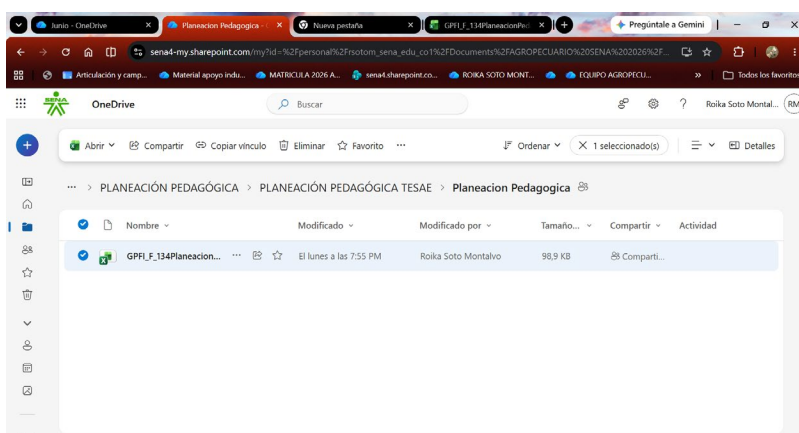 Junio - OneDrive
Planeacion Pedagogica - O
Nueva pestaña
GPFI_F_134PlaneacionPed
Pregúntale a Gemini
sena4-my.sharepoint.com/my?id=%2Fpersonal%2Frsotom_sena_edu_co1%2FDocuments%2FAGROPECUARIO%20SENA%202026%2F...
Articulación y camp...
Material apoyo indu...
MATRICULA 2026 A...
sena4.sharepoint.co...
ROIKA SOTO MONT...
EQUIPO AGROPECU...
»
Todos los favoritos
SENA
OneDrive
Buscar
?
Roika Soto Montal...
RM
Abrir
Compartir
Copiar vínculo
Eliminar
Favorito
...
Ordenar
1 seleccionado(s)
Detalles
... > PLANEACIÓN PEDAGÓGICA > PLANEACIÓN PEDAGÓGICA TESAE > Planeacion Pedagogica
Nombre
Modificado
Modificado por
Tamaño...
Compartir
Actividad
GPFI_F_134Planeacion...
...
El lunes a las 7:55 PM
Roika Soto Montalvo
98,9 KB
Comparti...